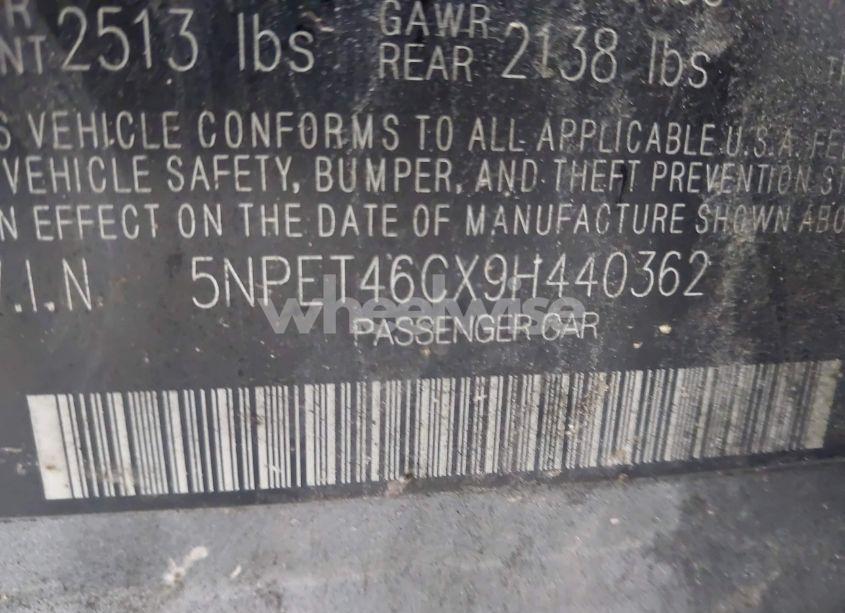 2513 lbs
GAWR
REAR 2138 lbs
VEHICLE CONFORMS TO ALL APPLICABLE U.S.A.
VEHICLE SAFETY, BUMPER, AND THEFT PREVENTION
EFFECT ON THE DATE OF MANUFACTURE SHOWN
5NPET46CX9H440362
wheelwise
PASSENGER CAR